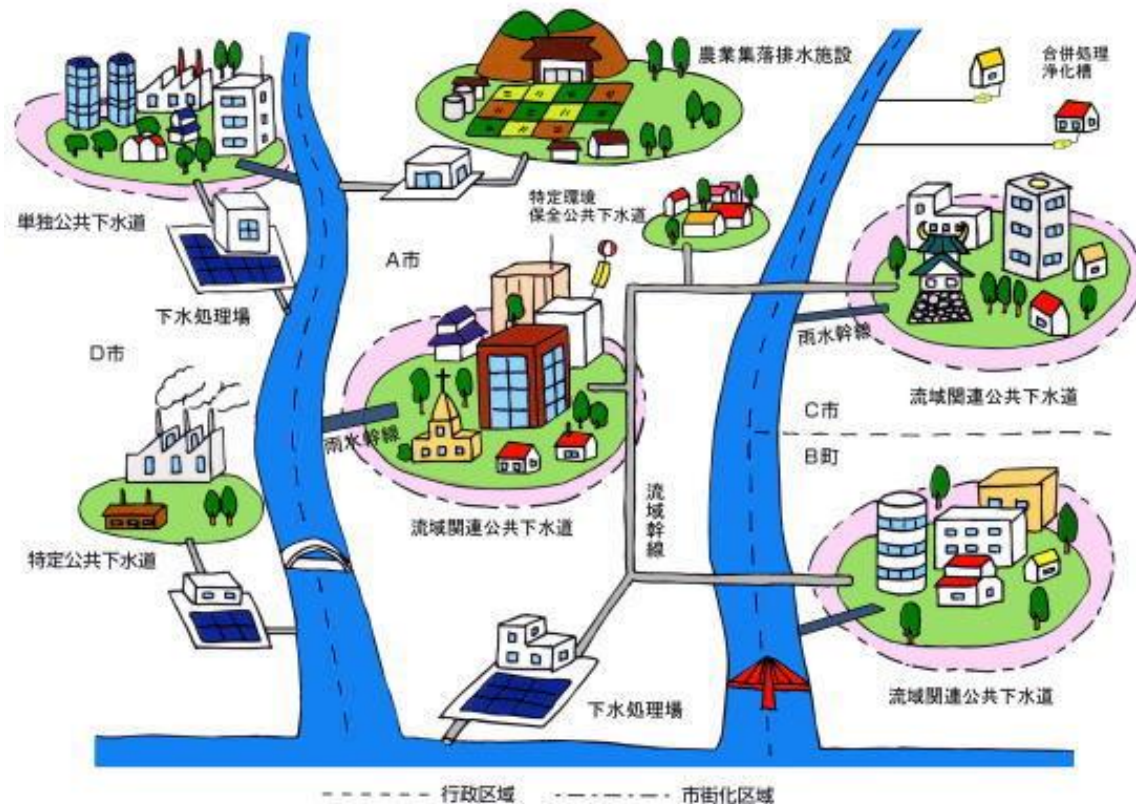 農業集落排水施設
合併処理
浄化槽
単独公共下水道
特定環境
保全公共下水道
A市
下水処理場
雨水幹線
D市
流域関連公共下水道
C市
雨水幹線
B町
流域関連公共下水道
流域幹線
特定公共下水道
下水処理場
流域関連公共下水道
行政区域
市街化区域